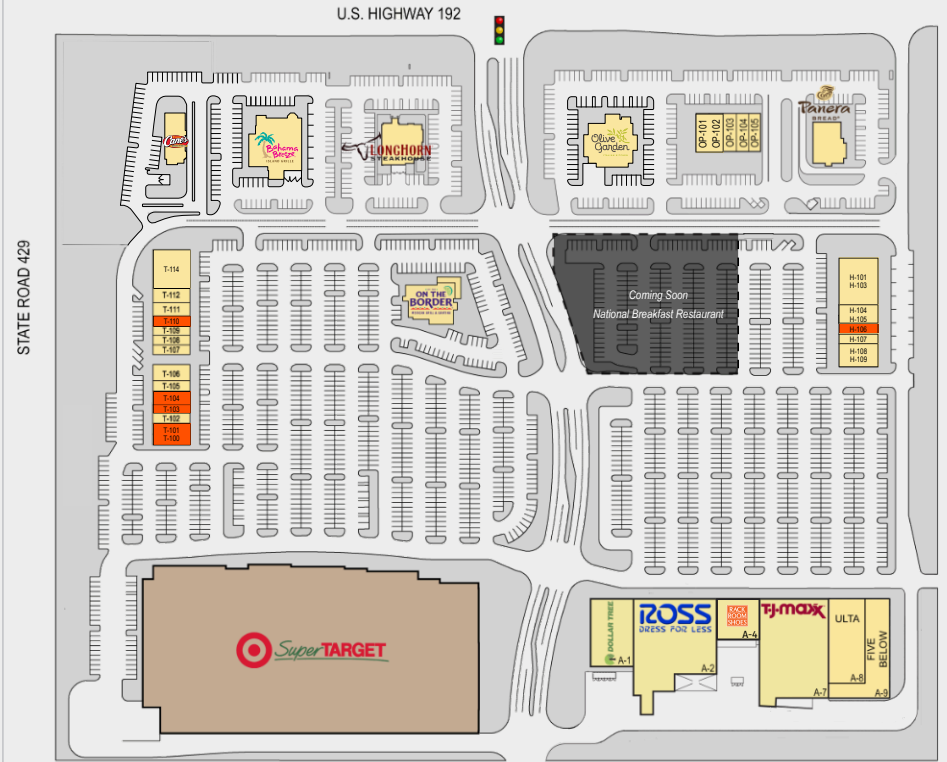 U.S. HIGHWAY 192
STATE ROAD 429
Cane's
Bahama
Breeze
ISLAND GRILLE
LONGHORN
STEAKHOUSE
Olive
Garden
OP-101
OP-102
OP-103
OP-104
OP-105
Panera
BREAD®
T-114
T-112
T-111
T-110
T-109
T-108
T-107
T-106
T-105
T-104
T-103
T-102
T-101
T-100
ON THE
BORDER
Coming Soon
National Breakfast Restaurant
H-101
H-103
H-104
H-105
H-106
H-107
H-108
H-109
SuperTARGET
DOLLAR TREE
A-1
ROSS
DRESS FOR LESS
A-2
RACK
ROOM
SHOES
A-4
T.J.maxx
A-7
ULTA
A-8
FIVE
BELOW
A-9